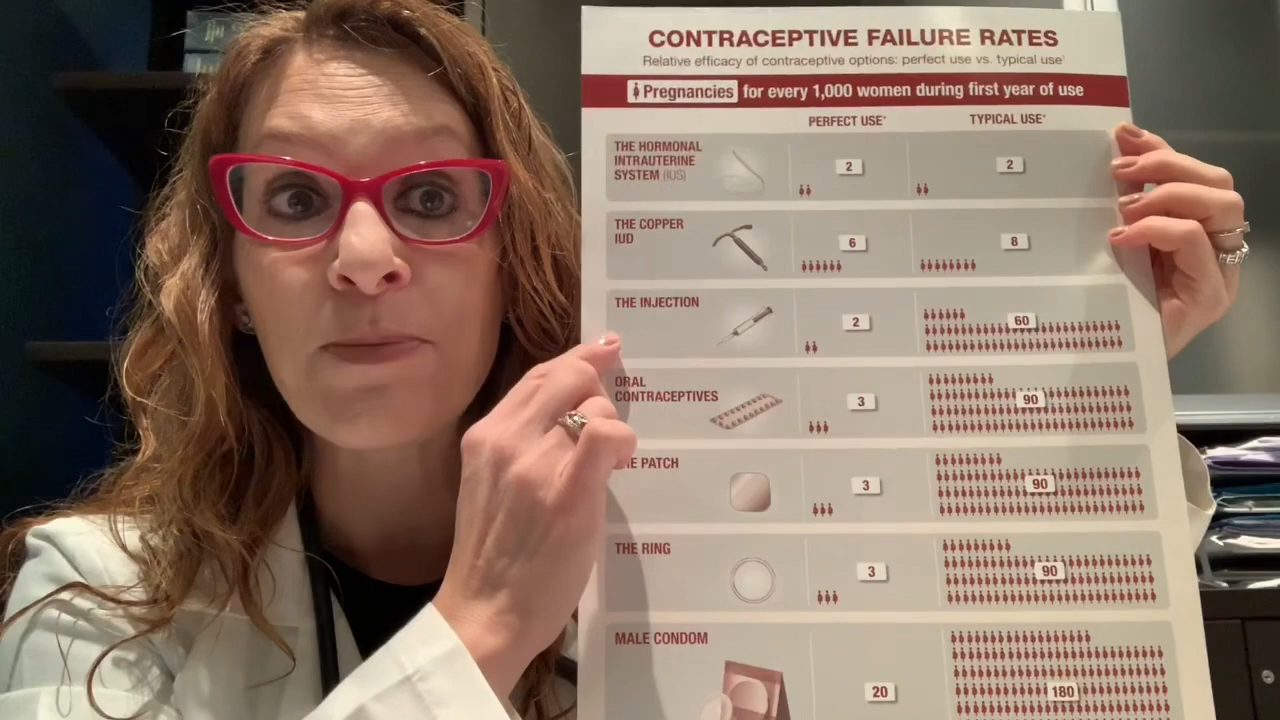 CONTRACEPTIVE FAILURE RATES
Relative efficacy of contraceptive options: perfect use vs. typical use
Pregnancies for every 1,000 women during first year of use
PERFECT USE* TYPICAL USE*
THE HORMONAL
INTRAUTERINE
SYSTEM (IUS)
2 2
THE COPPER
IUD
6 8
THE INJECTION
2 60
ORAL
CONTRACEPTIVES
3 90
PATCH
3 90
THE RING
3 90
MALE CONDOM
20 180